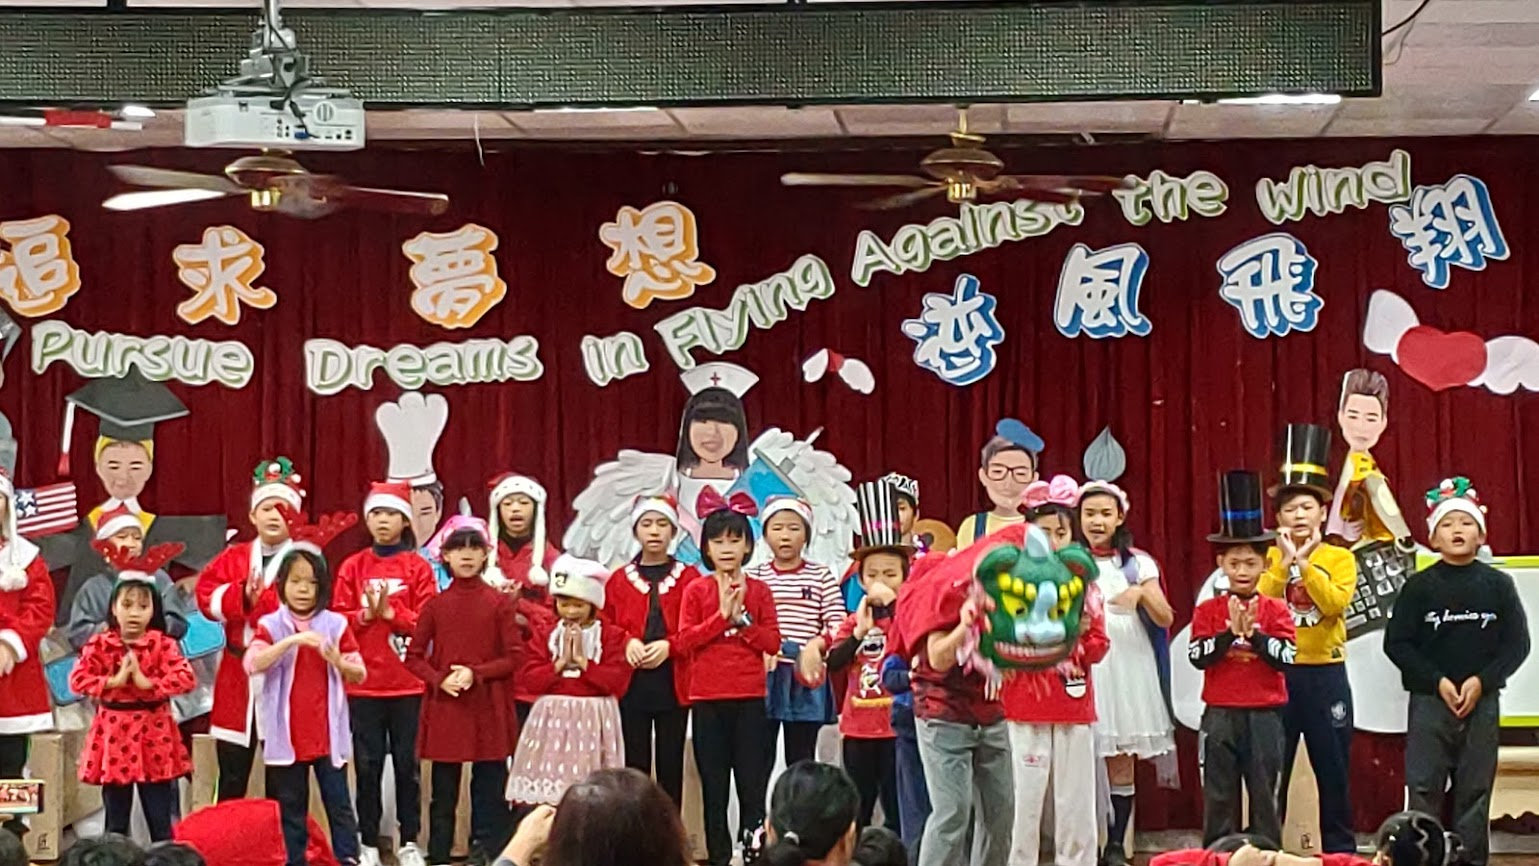 追求夢想
逆風飛翔
Pursue Dreams in Flying Against the Wind